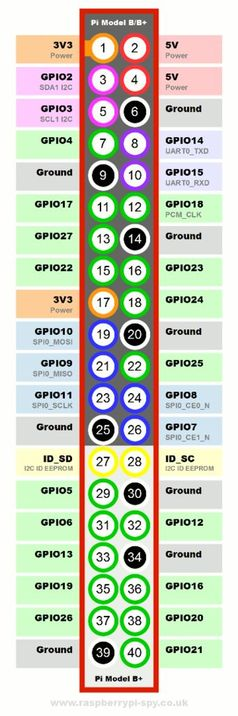 Pi Model B/B+
3V3 1 2 5V
Power Power
GPIO2 3 4 5V
SDA1 I2C Power
GPIO3 5 6 Ground
SCL1 I2C
GPIO4 7 8 GPIO14
UART0_TXD
Ground 9 10 GPIO15
UART0_RXD
GPIO17 11 12 GPIO18
PCM_CLK
GPIO27 13 14 Ground
GPIO22 15 16 GPIO23
3V3 17 18 GPIO24
Power
GPIO10 19 20 Ground
SPI0_MOSI
GPIO9 21 22 GPIO25
SPI0_MISO
GPIO11 23 24 GPIO8
SPI0_SCLK SPI0_CE0_N
Ground 25 26 GPIO7
SPI0_CE1_N
ID_SD 27 28 ID_SC
I2C ID EEPROM I2C ID EEPROM
GPIO5 29 30 Ground
GPIO6 31 32 GPIO12
GPIO13 33 34 Ground
GPIO19 35 36 GPIO16
GPIO26 37 38 GPIO20
Ground 39 40 GPIO21
Pi Model B+
www.raspberrypi-spy.co.uk